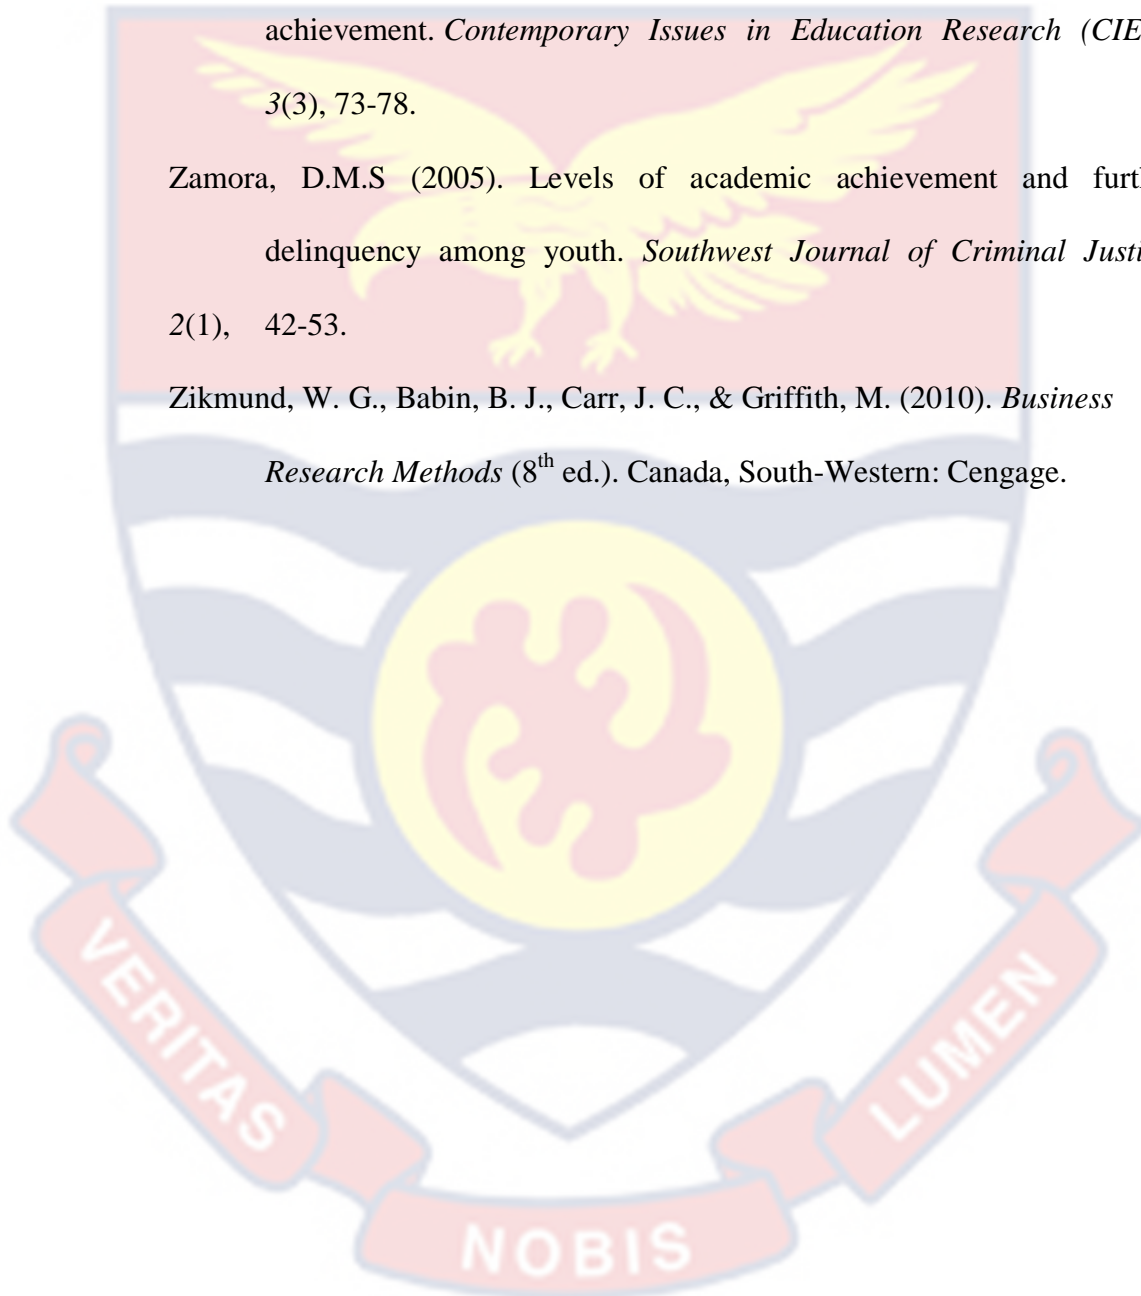 achievement. Contemporary Issues in Education Research (CIE
3(3), 73-78.
Zamora, D.M.S (2005). Levels of academic achievement and furt
delinquency among youth. Southwest Journal of Criminal Justi
2(1), 42-53.
Zikmund, W. G., Babin, B. J., Carr, J. C., & Griffith, M. (2010). Business
Research Methods (8th ed.). Canada, South-Western: Cengage.
VERITAS
NOBIS
LUMEN